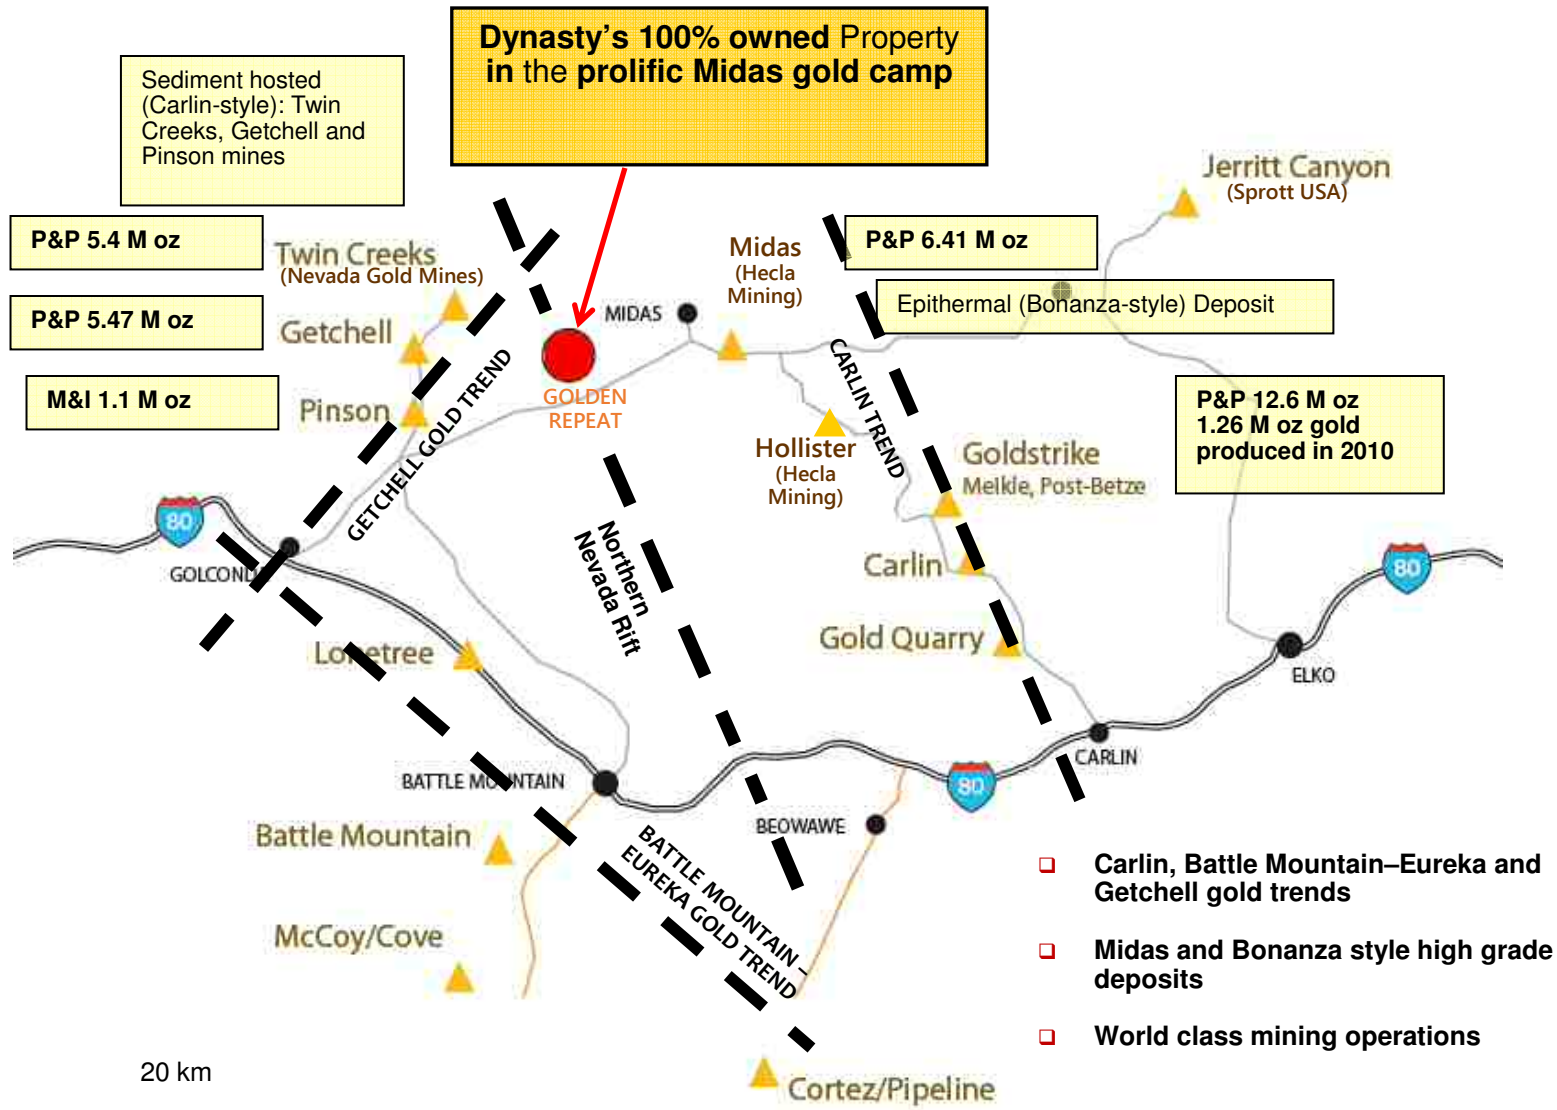 Dynasty's 100% owned Property
in the prolific Midas gold camp
Sediment hosted
(Carlin-style): Twin
Creeks, Getchell and
Pinson mines
Jerritt Canyon
(Sprott USA)
P&P 5.4 M oz
Twin Creeks
(Nevada Gold Mines)
Midas
(Hecla
Mining)
P&P 6.41 M oz
Epithermal (Bonanza-style) Deposit
P&P 5.47 M oz
Getchell
MIDAS
M&I 1.1 M oz
Pinson
GETCHELL GOLD TREND
GOLDEN
REPEAT
CARLIN TREND
P&P 12.6 M oz
1.26 M oz gold
produced in 2010
Hollister
(Hecla
Mining)
Goldstrike
Meikle, Post-Betze
80
GOLCOND
Northern
Nevada Rift
Carlin
80
Lonetree
Gold Quarry
ELKO
BATTLE MOUNTAIN
CARLIN
80
Battle Mountain
BATTLE MOUNTAIN –
EUREKA GOLD TREND
BEOWAWE
McCoy/Cove
Cortez/Pipeline
20 km
❑ Carlin, Battle Mountain–Eureka and
Getchell gold trends
❑ Midas and Bonanza style high grade
deposits
❑ World class mining operations